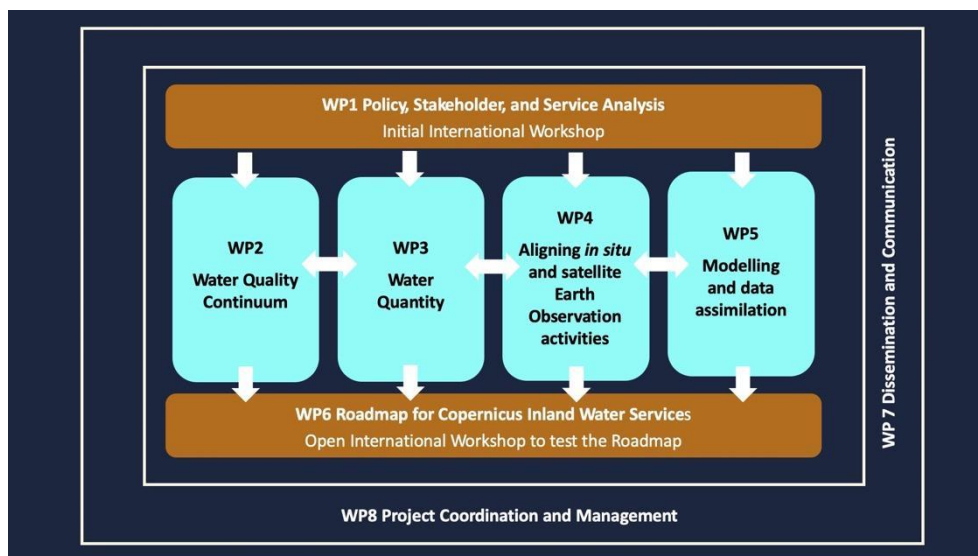 WP1 Policy, Stakeholder, and Service Analysis
Initial International Workshop
WP2
Water Quality
Continuum
WP3
Water
Quantity
WP4
Aligning in situ
and satellite
Earth
Observation
activities
WP5
Modelling
and data
assimilation
WP6 Roadmap for Copernicus Inland Water Services
Open International Workshop to test the Roadmap
WP 7 Dissemination and Communication
WP8 Project Coordination and Management